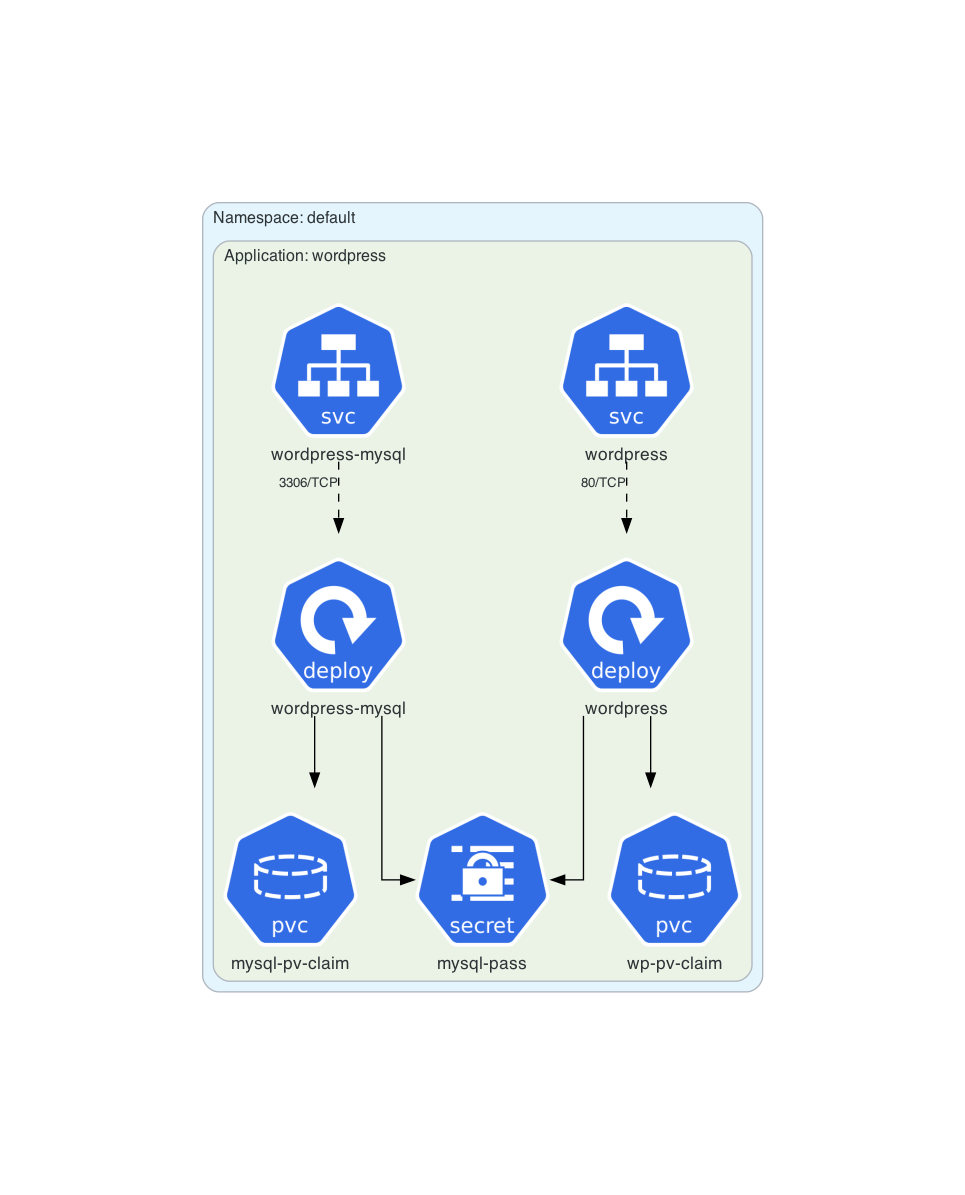 Namespace: default
Application: wordpress
svc
svc
wordpress-mysql
wordpress
3306/TCP
80/TCP
deploy
deploy
wordpress-mysql
wordpress
pvc
secret
pvc
mysql-pv-claim
mysql-pass
wp-pv-claim